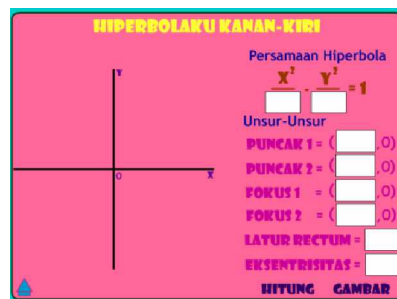 HIPERBOLAKU KANAN-KIRI
Persamaan Hiperbola
X² - Y² = 1
Unsur-Unsur
PUNCAK 1 = ( ,0)
PUNCAK 2 = ( ,0)
FOKUS 1 = ( ,0)
FOKUS 2 = ( ,0)
LATUR RECTUM =
EKSENTRISITAS =
HITUNG GAMBAR
Y
O
X